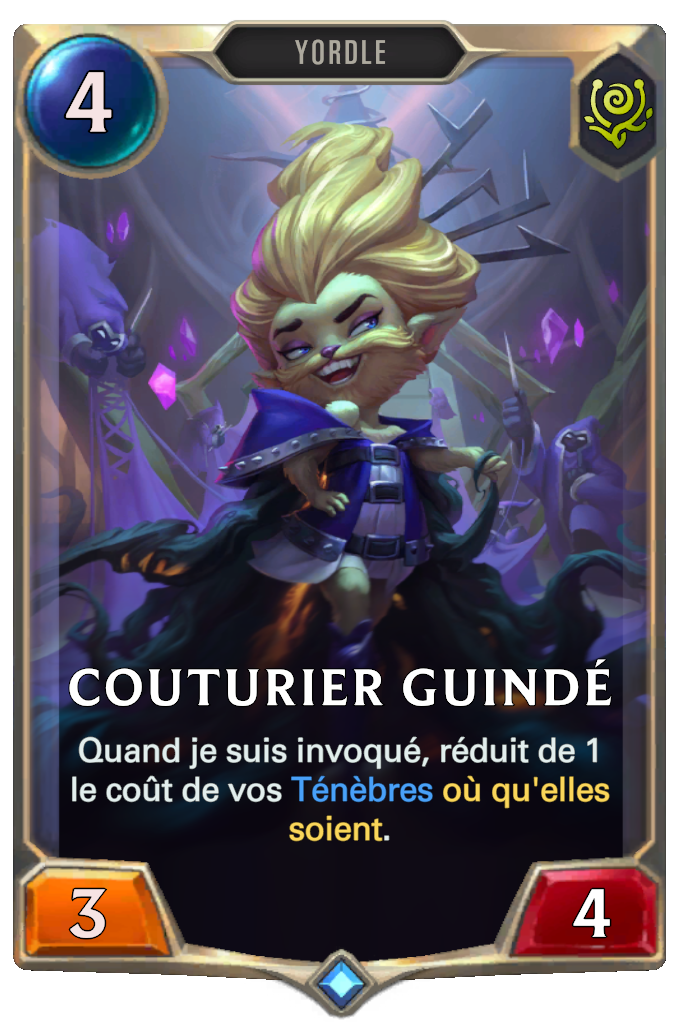 YORDLE
4
COUTURIER GUINDÉ
Quand je suis invoqué, réduit de 1
le coût de vos Ténèbres où qu'elles
soient.
3
4